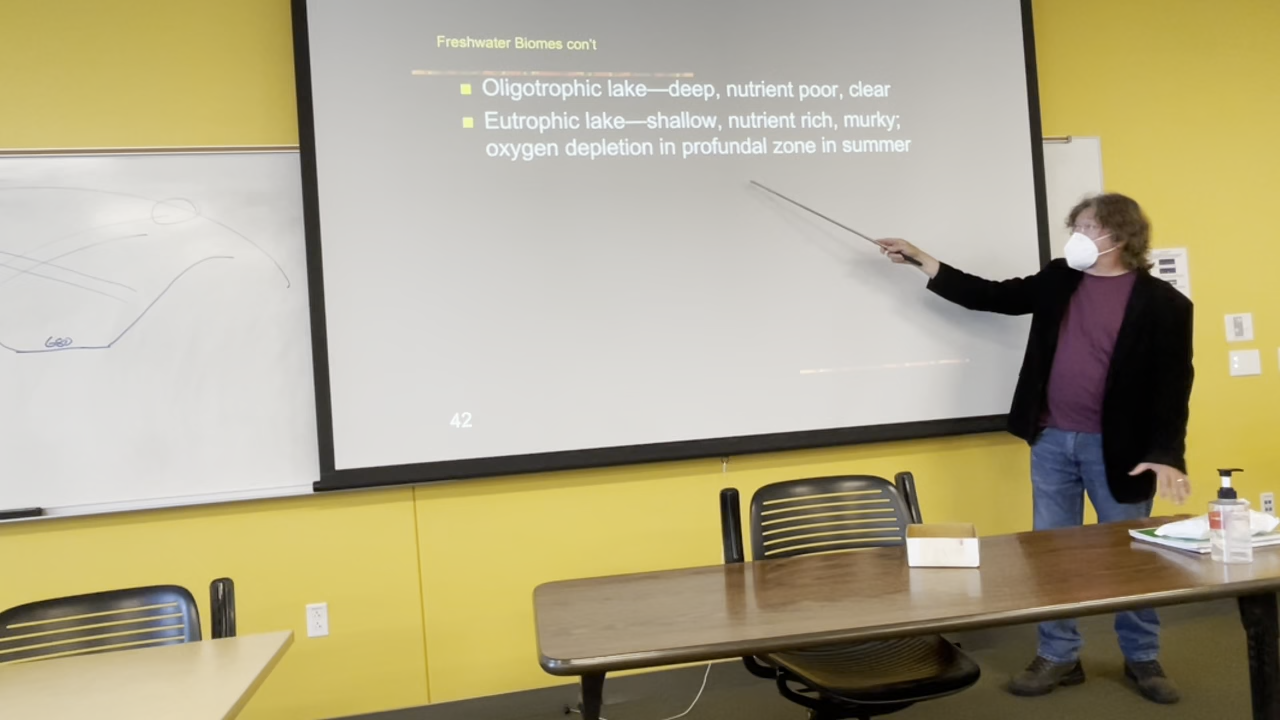 Freshwater Biomes con't
Oligotrophic lake—deep, nutrient poor, clear
Eutrophic lake—shallow, nutrient rich, murky;
oxygen depletion in profundal zone in summer
42